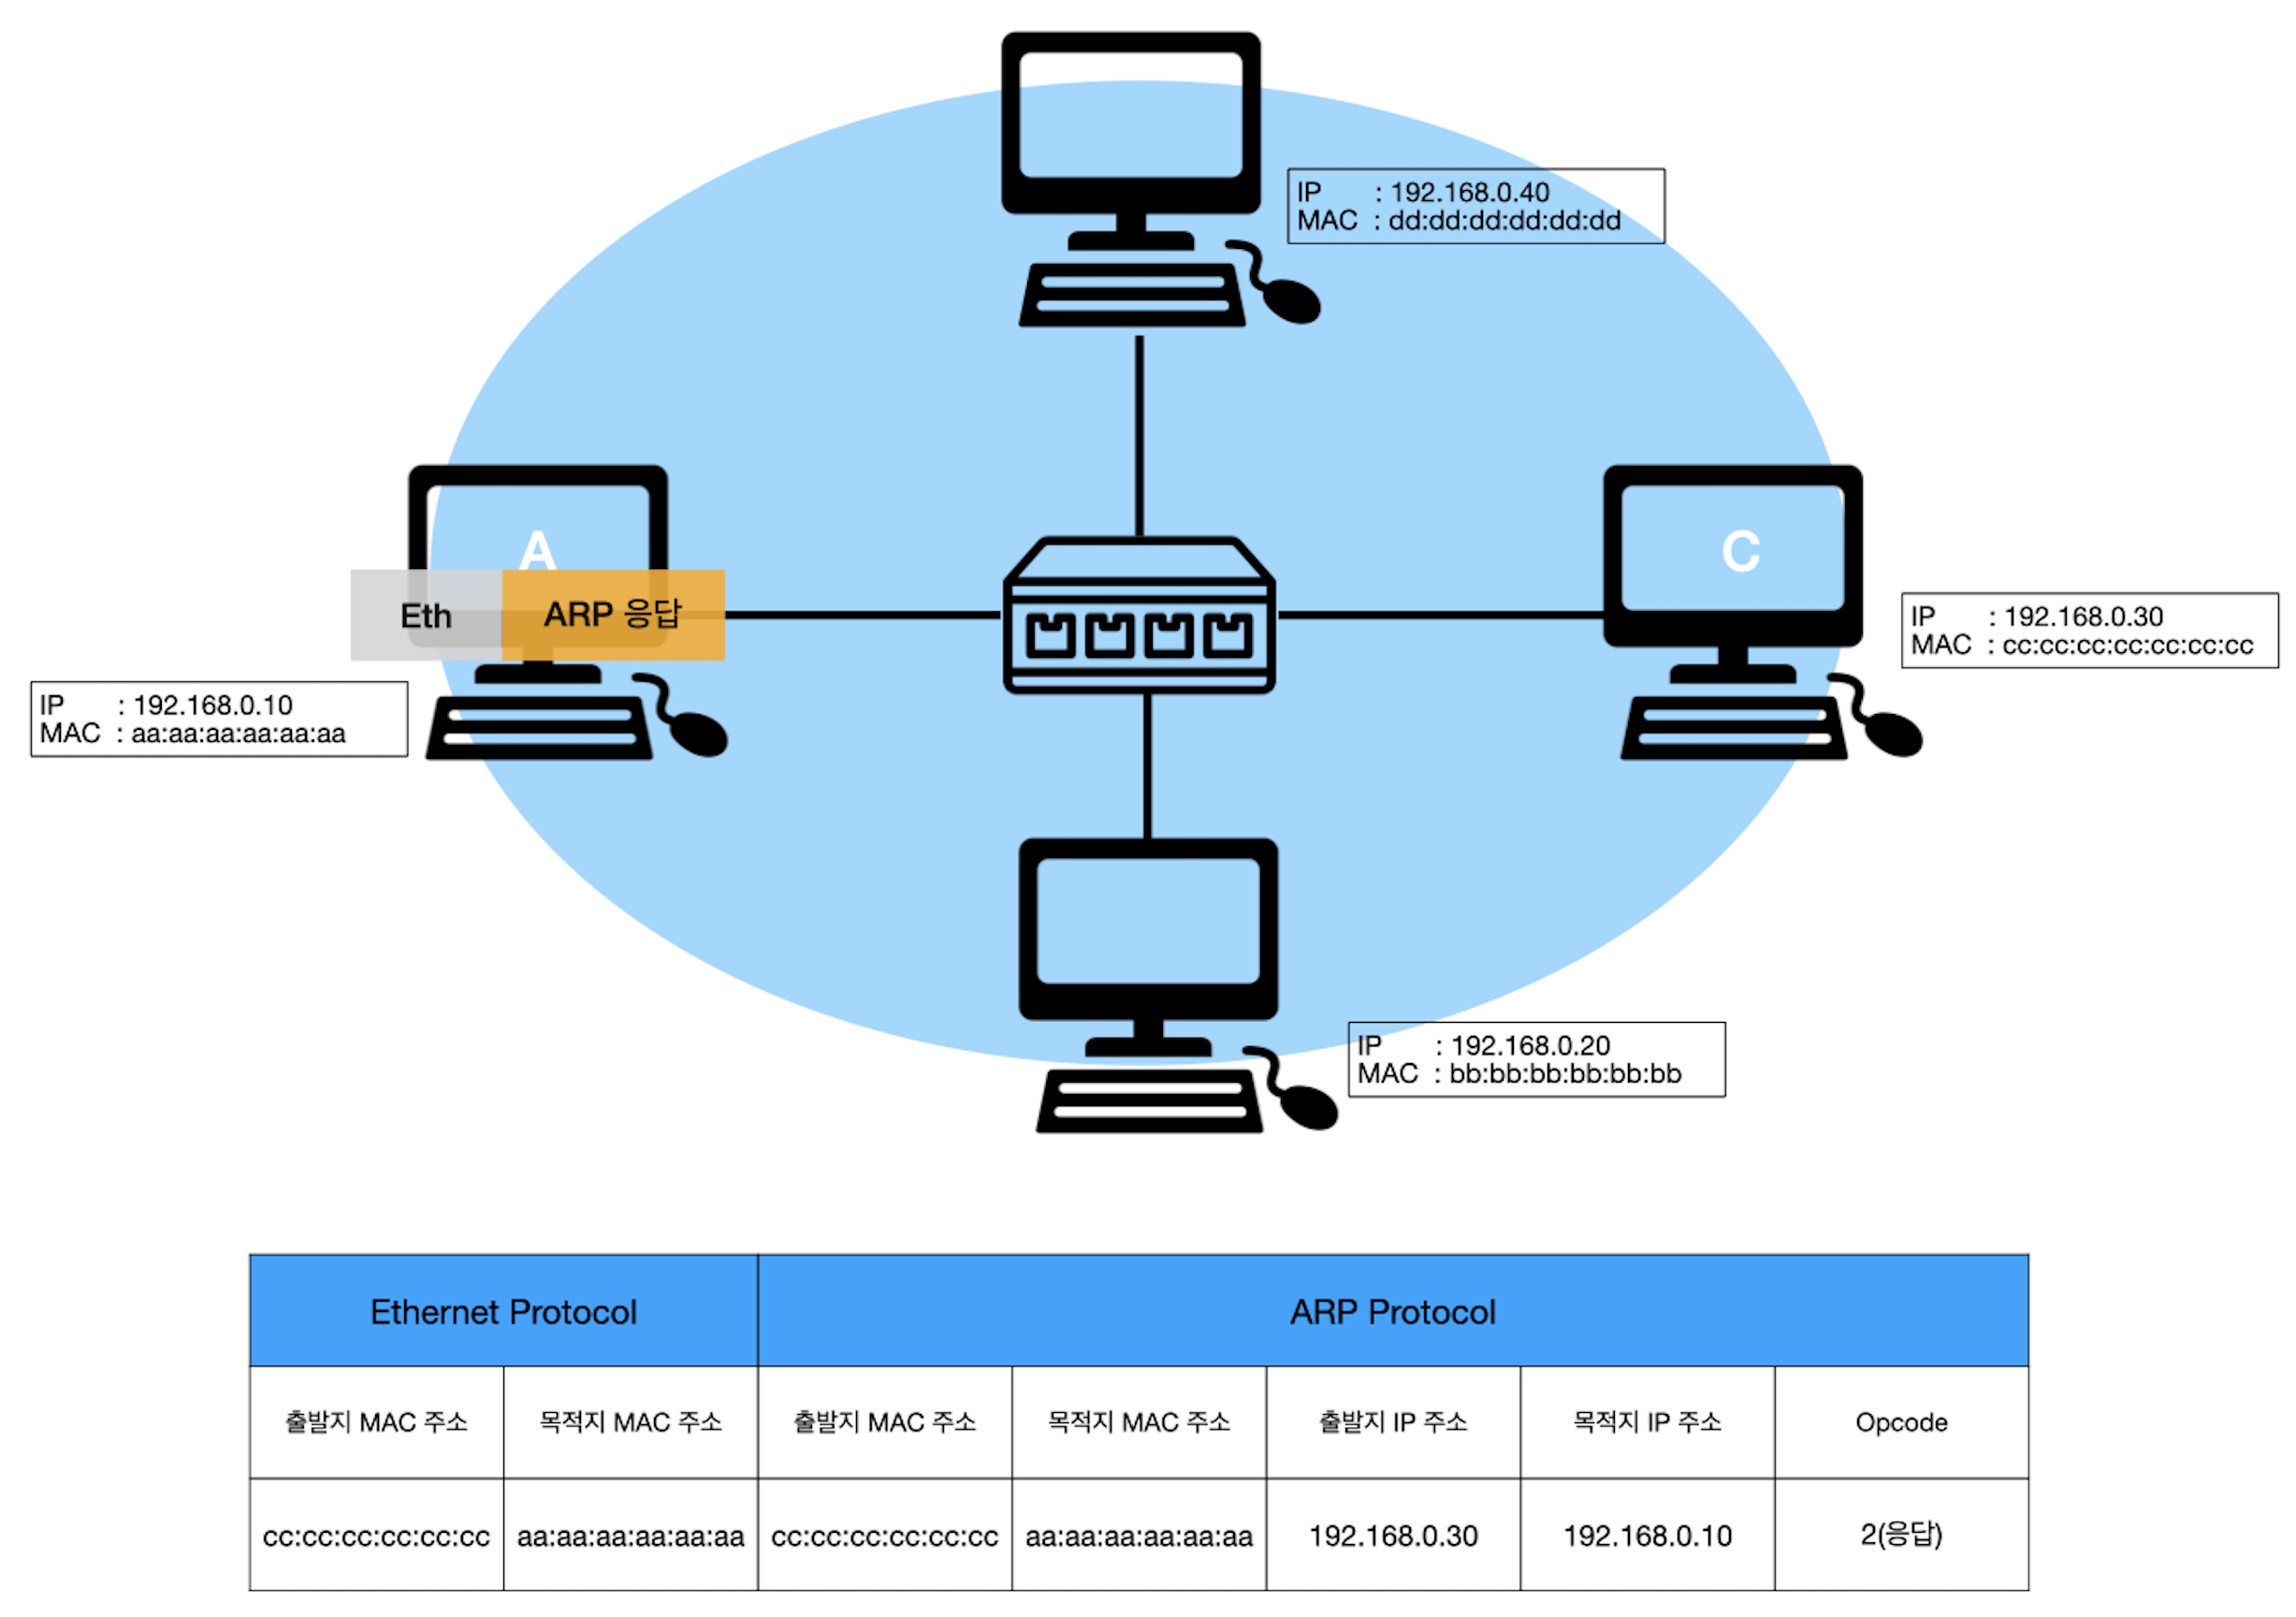 IP : 192.168.0.40
MAC : dd:dd:dd:dd:dd:dd
A
C
Eth
ARP 응답
IP : 192.168.0.30
MAC : cc:cc:cc:cc:cc:cc:cc
IP : 192.168.0.10
MAC : aa:aa:aa:aa:aa:aa
IP : 192.168.0.20
MAC : bb:bb:bb:bb:bb:bb
Ethernet Protocol
ARP Protocol
출발지 MAC 주소
목적지 MAC 주소
출발지 MAC 주소
목적지 MAC 주소
출발지 IP 주소
목적지 IP 주소
Opcode
cc:cc:cc:cc:cc:cc
aa:aa:aa:aa:aa:aa
cc:cc:cc:cc:cc:cc
aa:aa:aa:aa:aa:aa
192.168.0.30
192.168.0.10
2(응답)